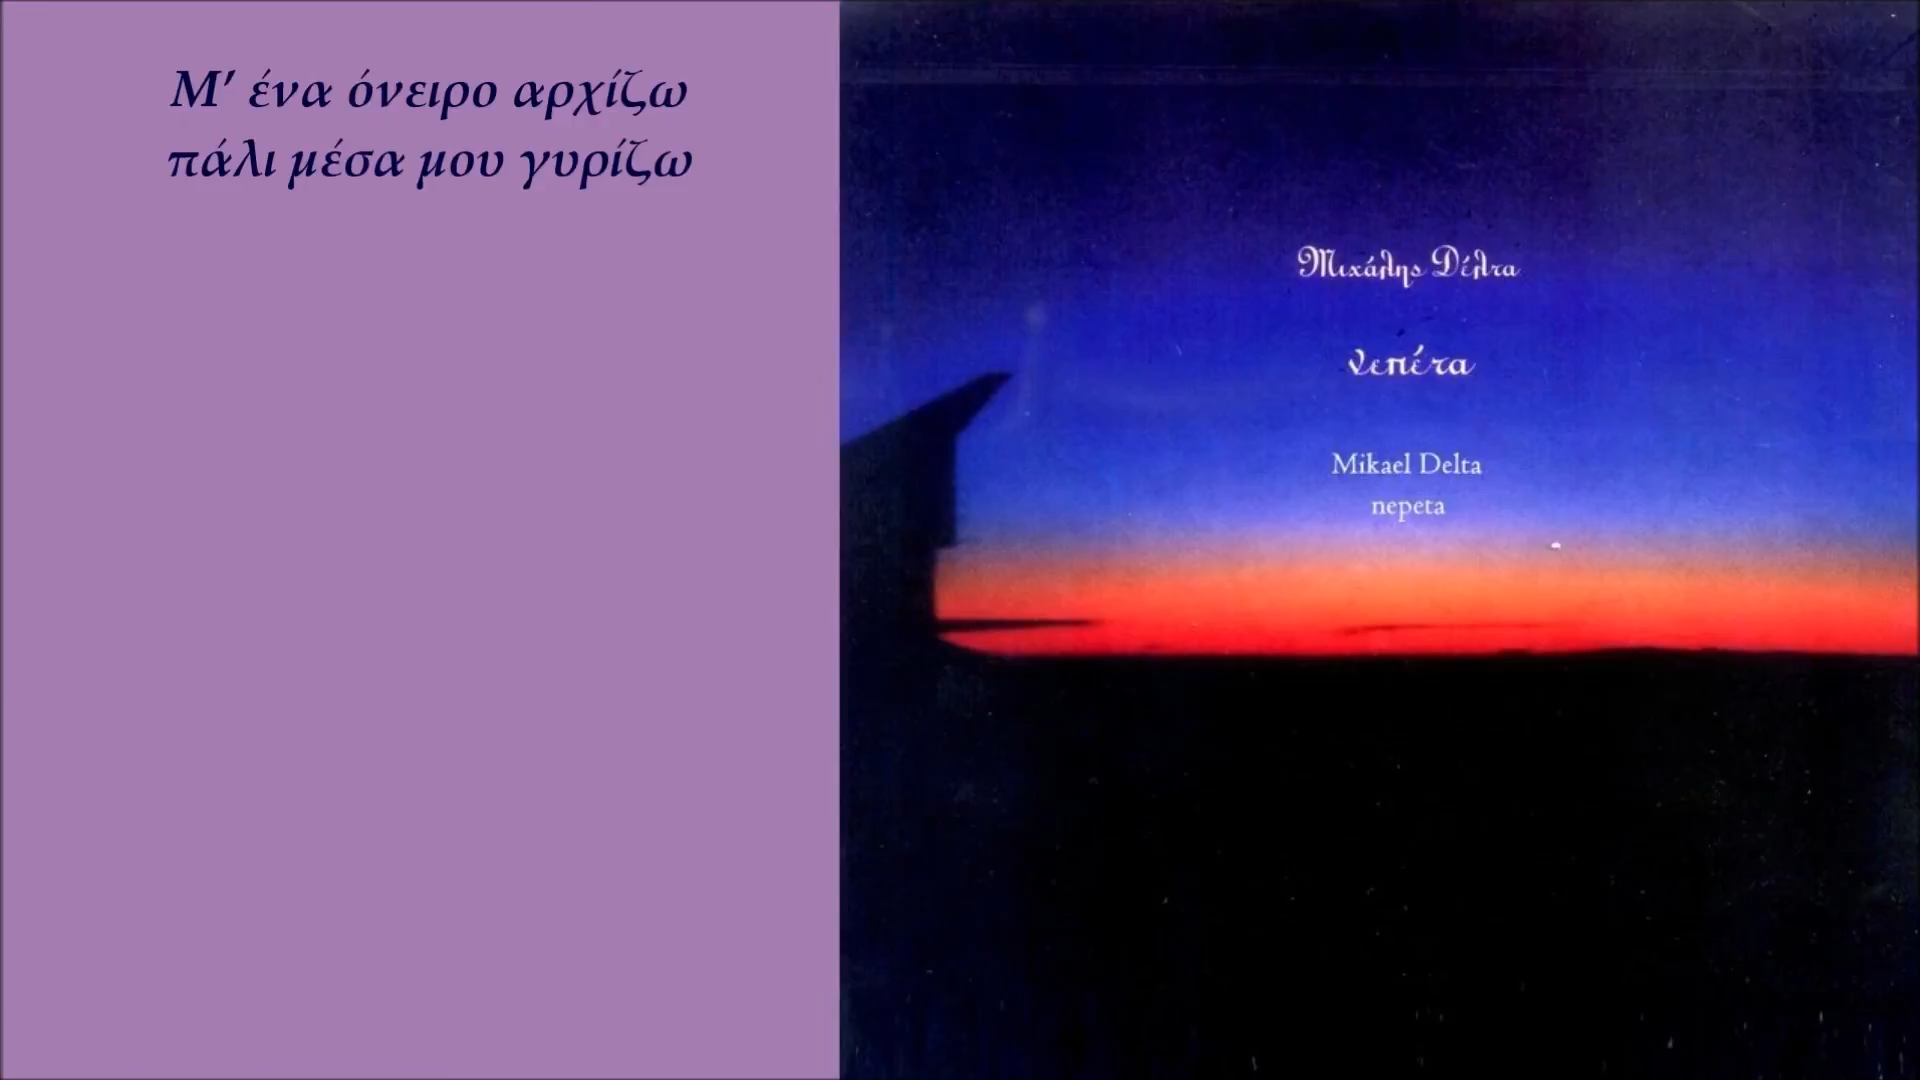 Μ’ ένα όνειρο αρχίζω
πάλι μέσα μου γυρίζω
Μιχάλης Δέλτα
νεπέτα
Mikael Delta
nepeta